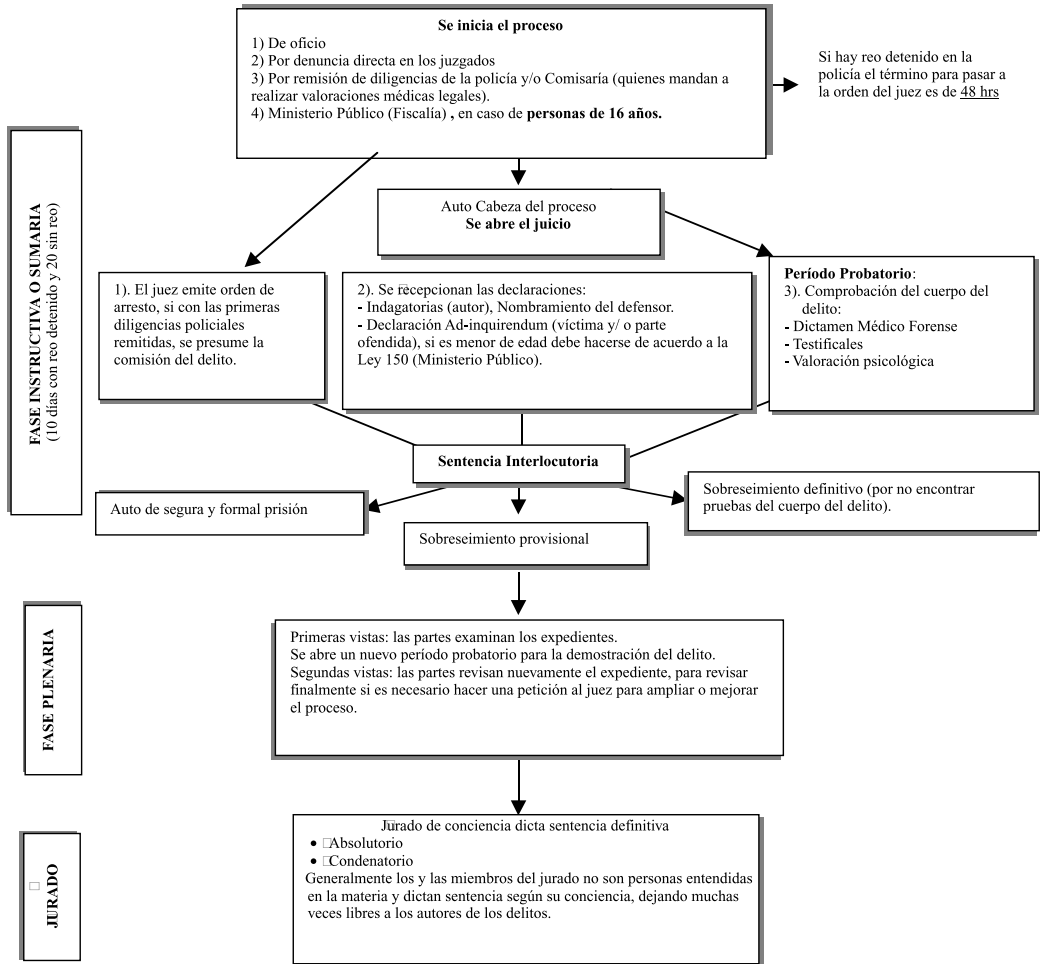 Se inicia el proceso
1) De oficio
2) Por denuncia directa en los juzgados
3) Por remisión de diligencias de la policía y/o Comisaría (quienes mandan a
realizar valoraciones médicas legales).
4) Ministerio Público (Fiscalía) , en caso de personas de 16 años.
Si hay reo detenido en la
policía el término para pasar a
la orden del juez es de 48 hrs
FASE INSTRUCTIVA O SUMARIA
(10 días con reo detenido y 20 sin reo)
Auto Cabeza del proceso
Se abre el juicio
1). El juez emite orden de
arresto, si con las primeras
diligencias policiales
remitidas, se presume la
comisión del delito.
2). Se recepcionan las declaraciones:
- Indagatorias (autor), Nombramiento del defensor.
- Declaración Ad-inquirendum (víctima y/ o parte
ofendida), si es menor de edad debe hacerse de acuerdo a la
Ley 150 (Ministerio Público).
Período Probatorio:
3). Comprobación del cuerpo del
delito:
- Dictamen Médico Forense
- Testificales
- Valoración psicológica
Sentencia Interlocutoria
Auto de segura y formal prisión
Sobreseimiento provisional
Sobreseimiento definitivo (por no encontrar
pruebas del cuerpo del delito).
FASE PLENARIA
Primeras vistas: las partes examinan los expedientes.
Se abre un nuevo período probatorio para la demostración del delito.
Segundas vistas: las partes revisan nuevamente el expediente, para revisar
finalmente si es necesario hacer una petición al juez para ampliar o mejorar
el proceso.
JURADO
Jurado de conciencia dicta sentencia definitiva
• Absolutorio
• Condenatorio
Generalmente los y las miembros del jurado no son personas entendidas
en la materia y dictan sentencia según su conciencia, dejando muchas
veces libres a los autores de los delitos.